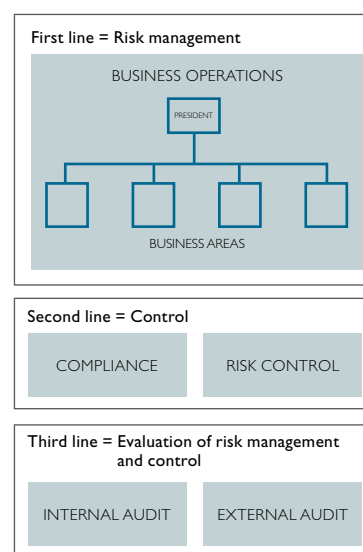 First line = Risk management
BUSINESS OPERATIONS
PRESIDENT
BUSINESS AREAS
Second line = Control
COMPLIANCE
RISK CONTROL
Third line = Evaluation of risk management
and control
INTERNAL AUDIT
EXTERNAL AUDIT